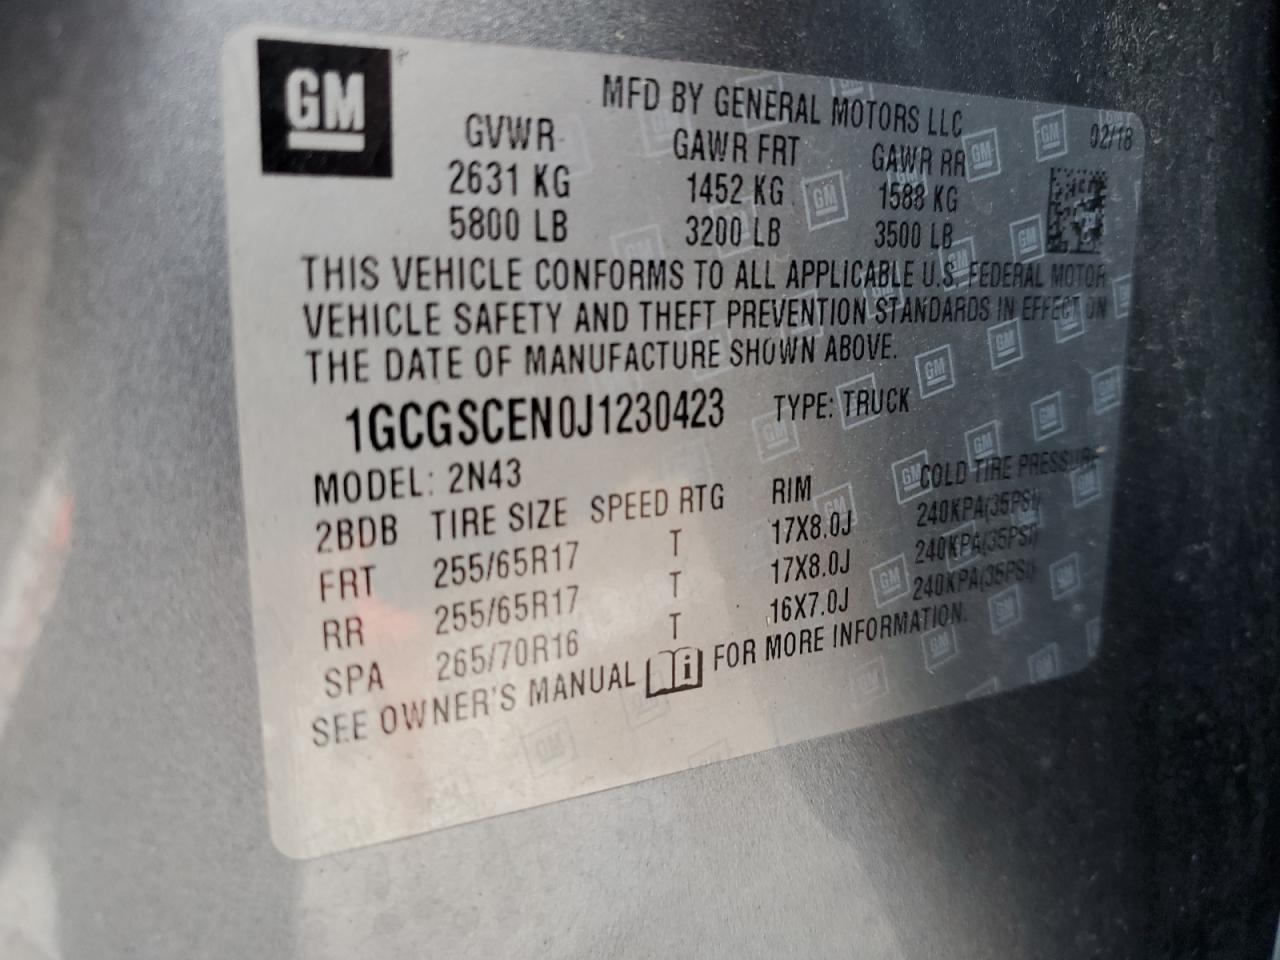 GM
MFD BY GENERAL MOTORS LLC
02/18
GVWR GAWR FRT GAWR RR
2631 KG 1452 KG 1588 KG
5800 LB 3200 LB 3500 LB
THIS VEHICLE CONFORMS TO ALL APPLICABLE U.S. FEDERAL MOTOR
VEHICLE SAFETY AND THEFT PREVENTION STANDARDS IN EFFECT ON
THE DATE OF MANUFACTURE SHOWN ABOVE.
1GCGSCEN0J1230423 TYPE: TRUCK
MODEL: 2N43
2BDB TIRE SIZE SPEED RTG RIM COLD TIRE PRESSURE
FRT 255/65R17 T 17X8.0J 240KPA(35PSI)
RR 255/65R17 T 17X8.0J 240KPA(35PSI)
SPA 265/70R16 T 16X7.0J 240KPA(35PSI)
SEE OWNER'S MANUAL i FOR MORE INFORMATION.